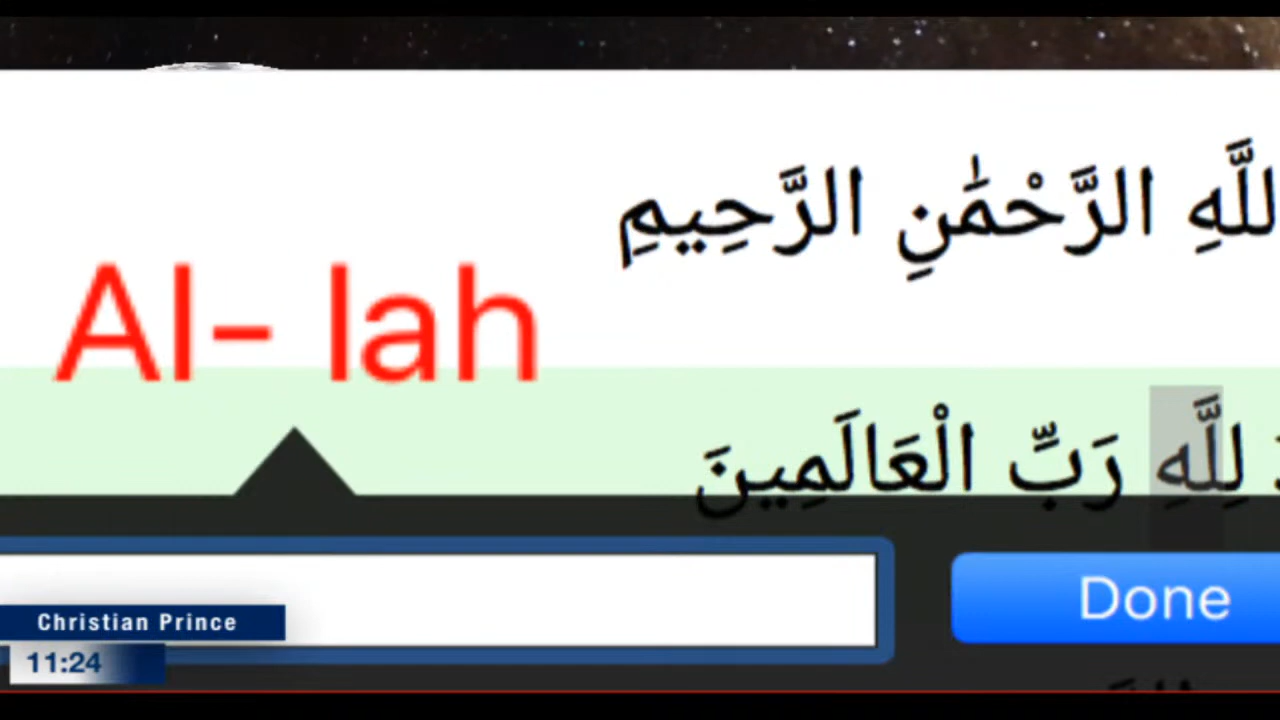 للَّهِ الرَّحْمَٰنِ الرَّحِيمِ
Al- lah
لِلَّهِ رَبِّ الْعَالَمِينَ
Done
Christian Prince
11:24